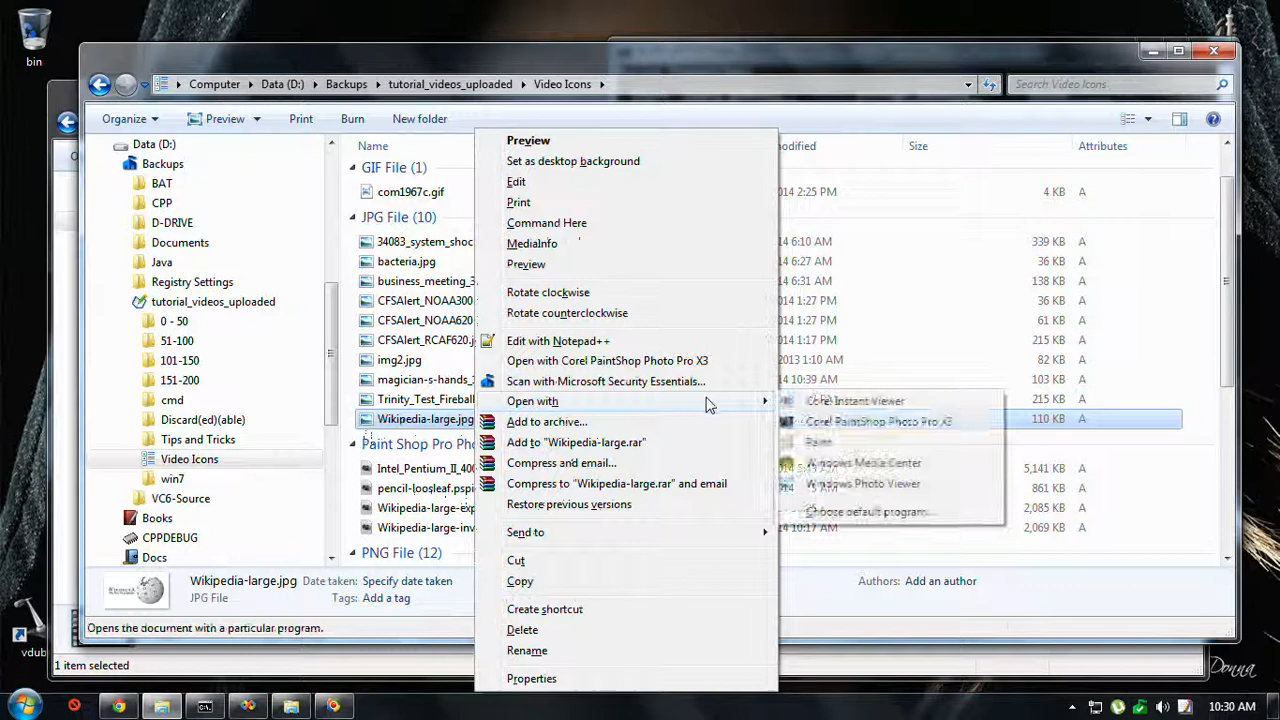 bin
Computer
Data (D:)
Backups
tutorial_videos_uploaded
Video Icons
Search Video Icons
Organize
Preview
Print
Burn
New folder
Data (D:)
Backups
BAT
CPP
D-DRIVE
Documents
Java
Registry Settings
tutorial_videos_uploaded
0 - 50
51-100
101-150
151-200
cmd
Discard(ed)(able)
Tips and Tricks
Video Icons
win7
VC6-Source
Books
CPPDEBUG
Docs
Name
odified
Size
Attributes
GIF File (1)
com1967c.gif
2014 2:25 PM
4 KB
A
JPG File (10)
34083_system_shoc
14 6:10 AM
339 KB
A
bacteria.jpg
14 6:27 AM
36 KB
A
business_meeting_3
14 6:31 AM
138 KB
A
CFSAlert_NOAA300
14 1:27 PM
36 KB
A
CFSAlert_NOAA620
14 1:27 PM
61 KB
A
CFSAlert_RCAF620.j
14 1:17 PM
215 KB
A
img2.jpg
013 1:10 AM
82 KB
A
magician-s-hands_
14 10:39 AM
215 KB
A
Trinity_Test_Fireball
215 KB
A
Wikipedia-large.jpg
110 KB
A
Paint Shop Pro Pho
Intel_Pentium_II_400
5,141 KB
A
pencil-loosleaf.pspi
861 KB
A
Wikipedia-large-exp
2,085 KB
A
Wikipedia-large-inv
14 10:17 AM
2,069 KB
A
PNG File (12)
Preview
Set as desktop background
Edit
Print
Command Here
MediaInfo
Preview
Rotate clockwise
Rotate counterclockwise
Edit with Notepad++
Open with Corel PaintShop Photo Pro X3
Scan with Microsoft Security Essentials...
Open with
Add to archive...
Add to "Wikipedia-large.rar"
Compress and email...
Compress to "Wikipedia-large.rar" and email
Restore previous versions
Send to
Cut
Copy
Create shortcut
Delete
Rename
Properties
Corel Instant Viewer
Corel PaintShop Photo Pro X3
Paint
Windows Media Center
Windows Photo Viewer
Choose default program...
Wikipedia-large.jpg
JPG File
Date taken: Specify date taken
Tags: Add a tag
Authors: Add an author
Opens the document with a particular program.
1 item selected
vdub
Donna
10:30 AM